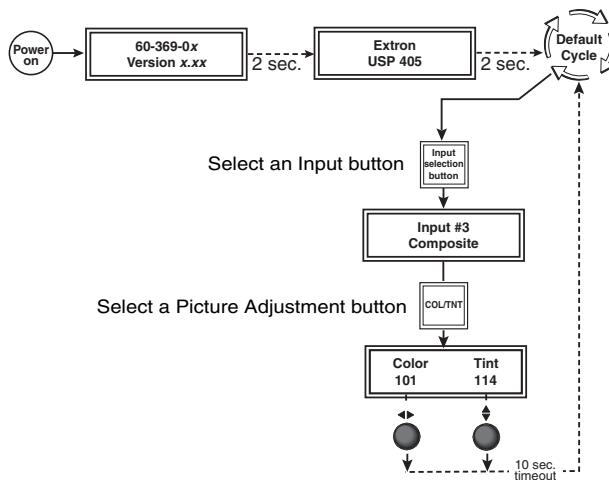 Power
on
60-369-0x
Version x.xx
2 sec.
Extron
USP 405
2 sec.
Default
Cycle
Select an Input button
Input
selection
button
Input #3
Composite
Select a Picture Adjustment button
COL/TNT
Color Tint
101 114
10 sec.
timeout